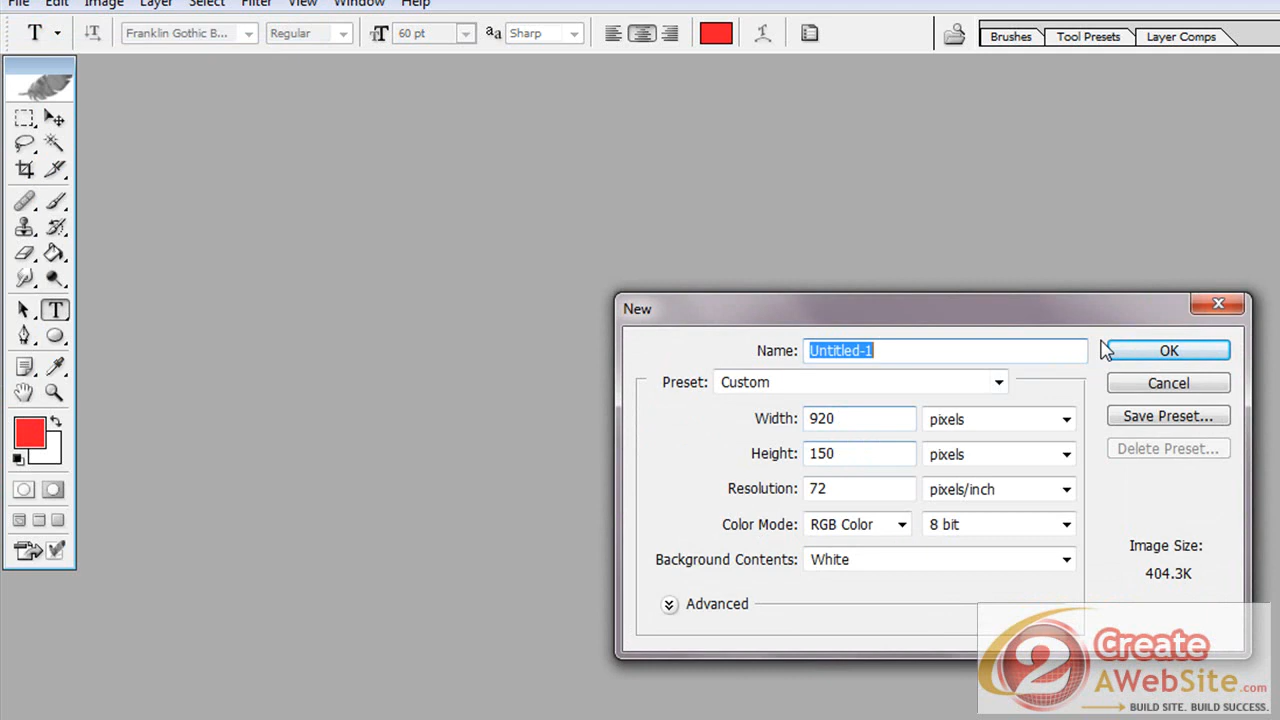 File Edit Image Layer Select Filter View Window Help
T Franklin Gothic B... Regular T 60 pt aa Sharp Brushes Tool Presets Layer Comps
T
New
Name: Untitled-1 OK
Preset: Custom Cancel
Width: 920 pixels Save Preset...
Height: 150 pixels Delete Preset...
Resolution: 72 pixels/inch
Color Mode: RGB Color 8 bit
Image Size:
Background Contents: White
404.3K
Advanced
2 Create
AWebSite.com
BUILD SITE. BUILD SUCCESS.